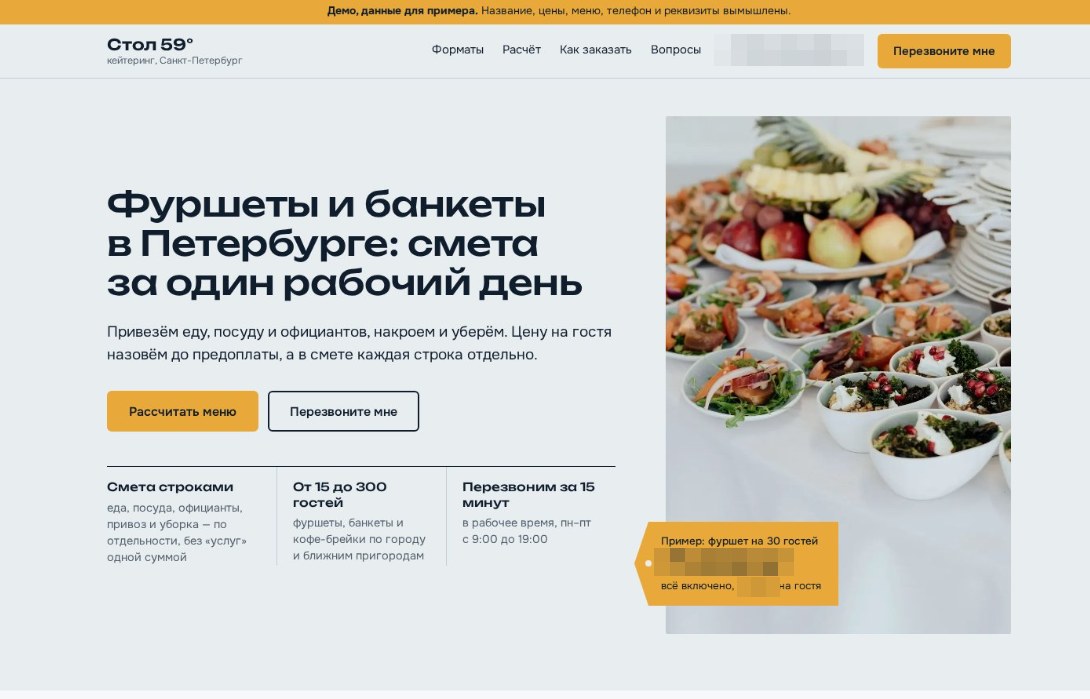 Демо, данные для примера. Название, цены, меню, телефон и реквизиты вымышлены.
Стол 59°
кейтеринг, Санкт-Петербург
Форматы
Расчёт
Как заказать
Вопросы
Перезвоните мне
Фуршеты и банкеты
в Петербурге: смета
за один рабочий день
Привезём еду, посуду и официантов, накроем и уберём. Цену на гостя
назовём до предоплаты, а в смете каждая строка отдельно.
Рассчитать меню
Перезвоните мне
Смета строками
еда, посуда, официанты,
привоз и уборка — по
отдельности, без «услуг»
одной суммой
От 15 до 300
гостей
фуршеты, банкеты и
кофе-брейки по городу
и ближним пригородам
Перезвоним за 15
минут
в рабочее время, пн–пт
с 9:00 до 19:00
Пример: фуршет на 30 гостей
всё включено, на гостя